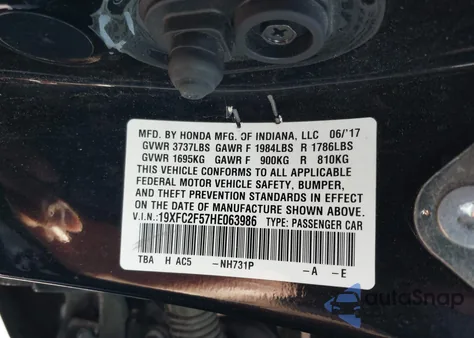 MFD. BY HONDA MFG. OF INDIANA, LLC 06/'17
GVWR 3737LBS GAWR F 1984LBS R 1786LBS
GVWR 1695KG GAWR F 900KG R 810KG
THIS VEHICLE CONFORMS TO ALL APPLICABLE
FEDERAL MOTOR VEHICLE SAFETY, BUMPER,
AND THEFT PREVENTION STANDARDS IN EFFECT
ON THE DATE OF MANUFACTURE SHOWN ABOVE.
V.I.N.: 19XFC2F57HE063986 TYPE: PASSENGER CAR
TBA H AC5 -NH731P -A -E
autoSnap